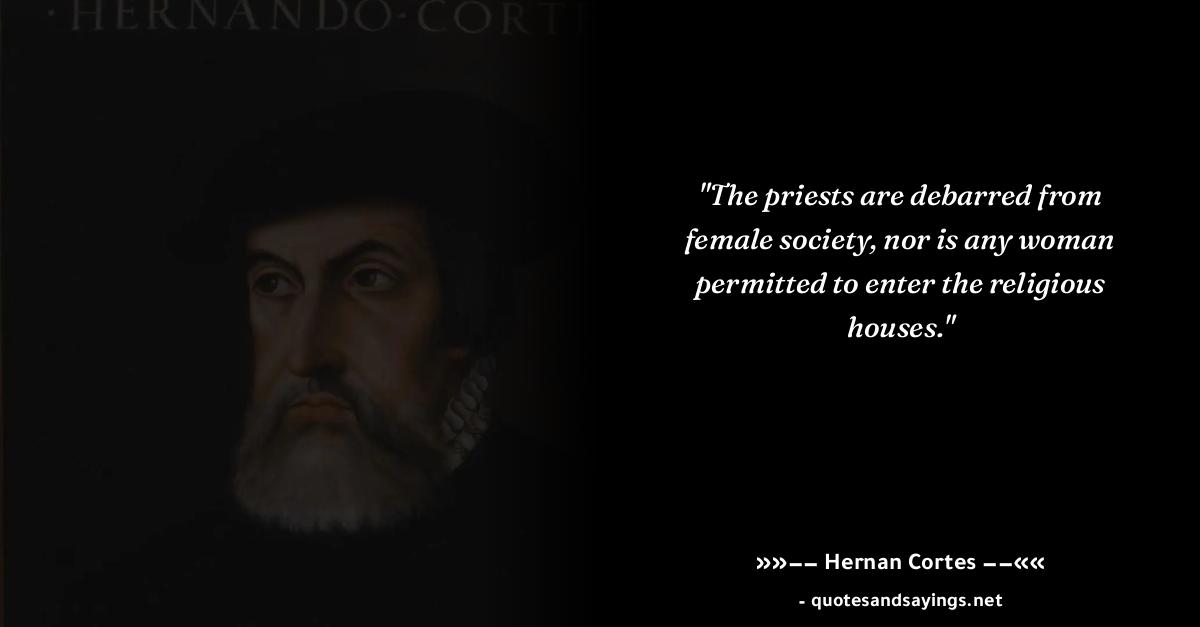 · HERNANDO · CORTE
"The priests are debarred from
female society, nor is any woman
permitted to enter the religious
houses."
»»–– Hernan Cortes ––««
- quotesandsayings.net